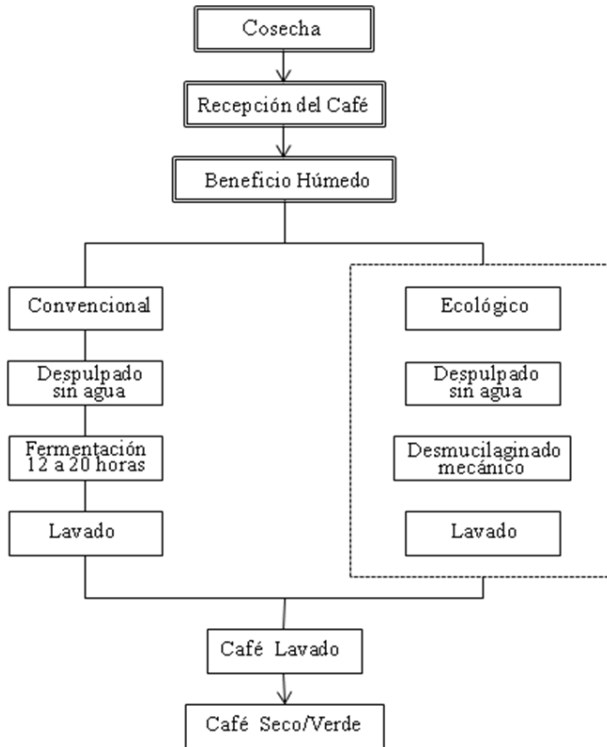 Cosecha
Recepción del Café
Beneficio Húmedo
Convencional
Despulpado
sin agua
Fermentación
12 a 20 horas
Lavado
Ecológico
Despulpado
sin agua
Desmucilaginado
mecánico
Lavado
Café Lavado
Café Seco/Verde